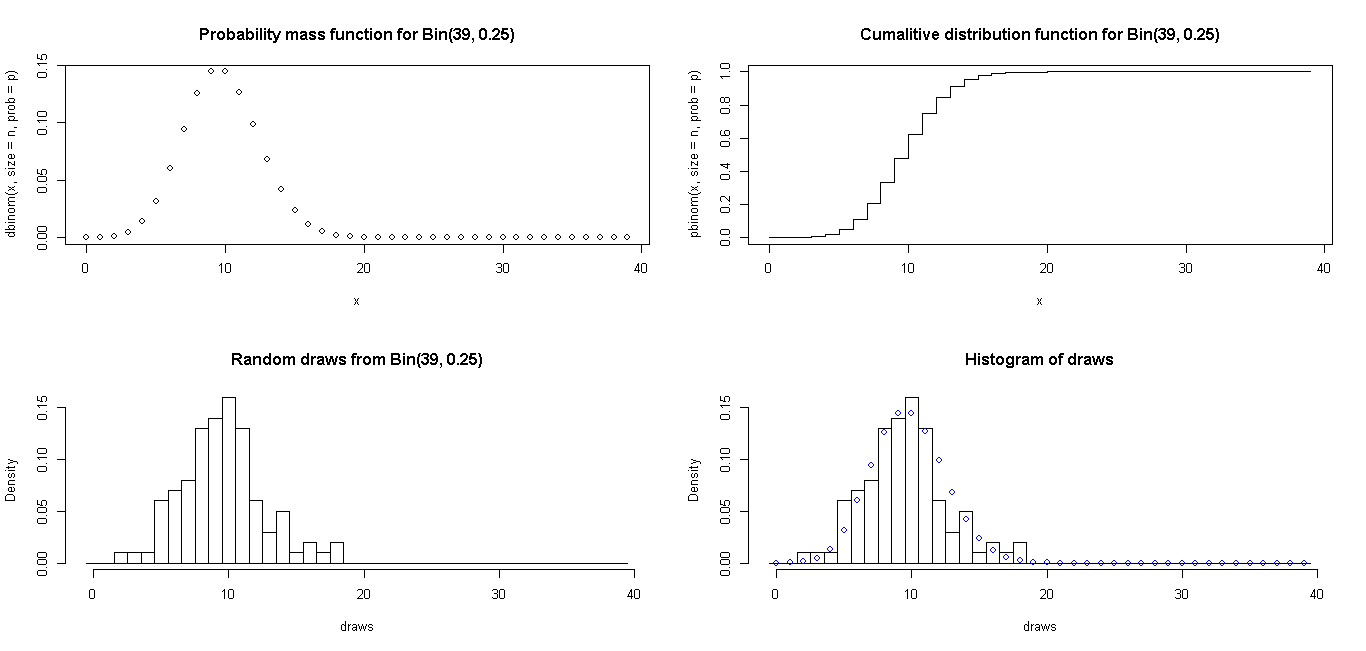 Probability mass function for Bin(39, 0.25)
dbinom(x, size = n, prob = p)
0.15
0.10
0.05
0.00
0 10 20 30 40
x
Cumalitive distribution function for Bin(39, 0.25)
pbinom(x, size = n, prob = p)
1.0
0.8
0.6
0.4
0.2
0.0
0 10 20 30 40
x
Random draws from Bin(39, 0.25)
Density
0.15
0.10
0.05
0.00
0 10 20 30 40
draws
Histogram of draws
Density
0.15
0.10
0.05
0.00
0 10 20 30 40
draws